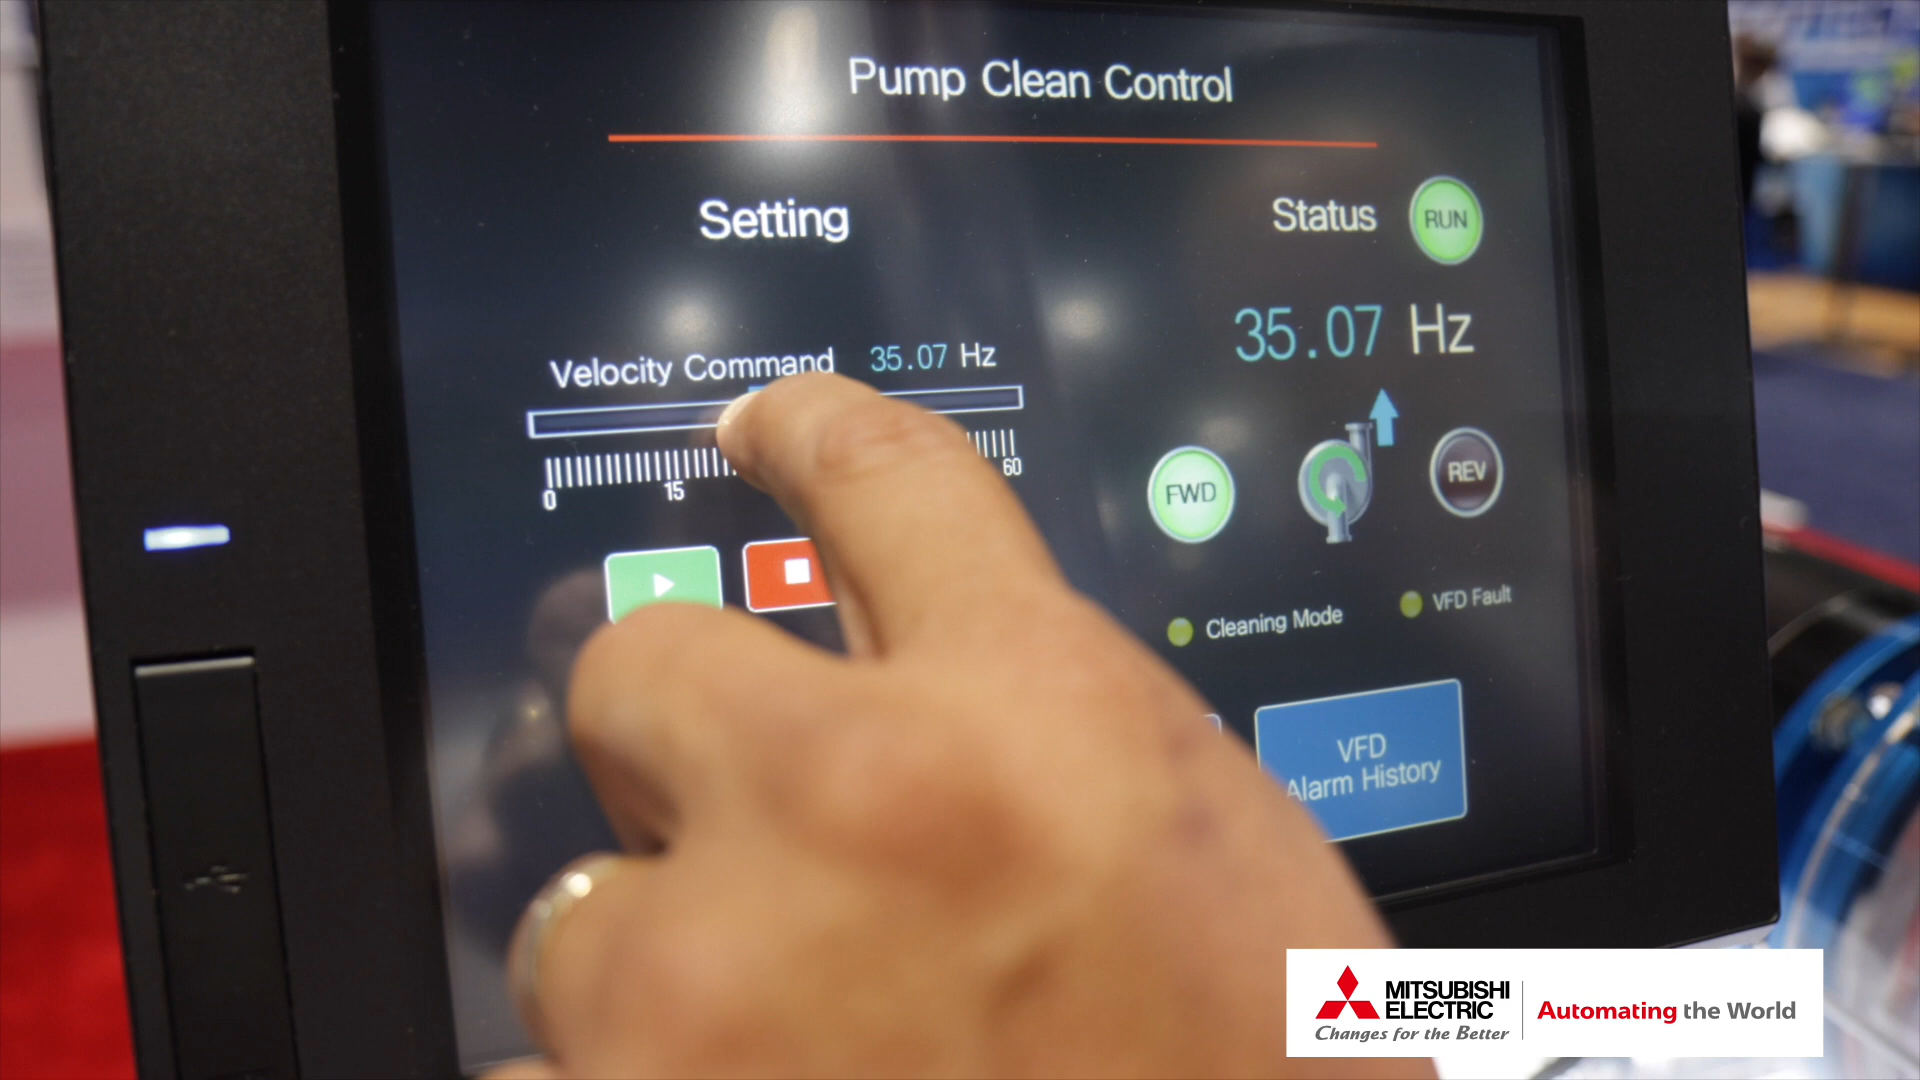 Pump Clean Control
Setting
Status
RUN
Velocity Command 35.07 Hz
35.07 Hz
0
15
60
FWD
REV
Cleaning Mode
VFD Fault
VFD
Alarm History
MITSUBISHI
ELECTRIC
Changes for the Better
Automating the World